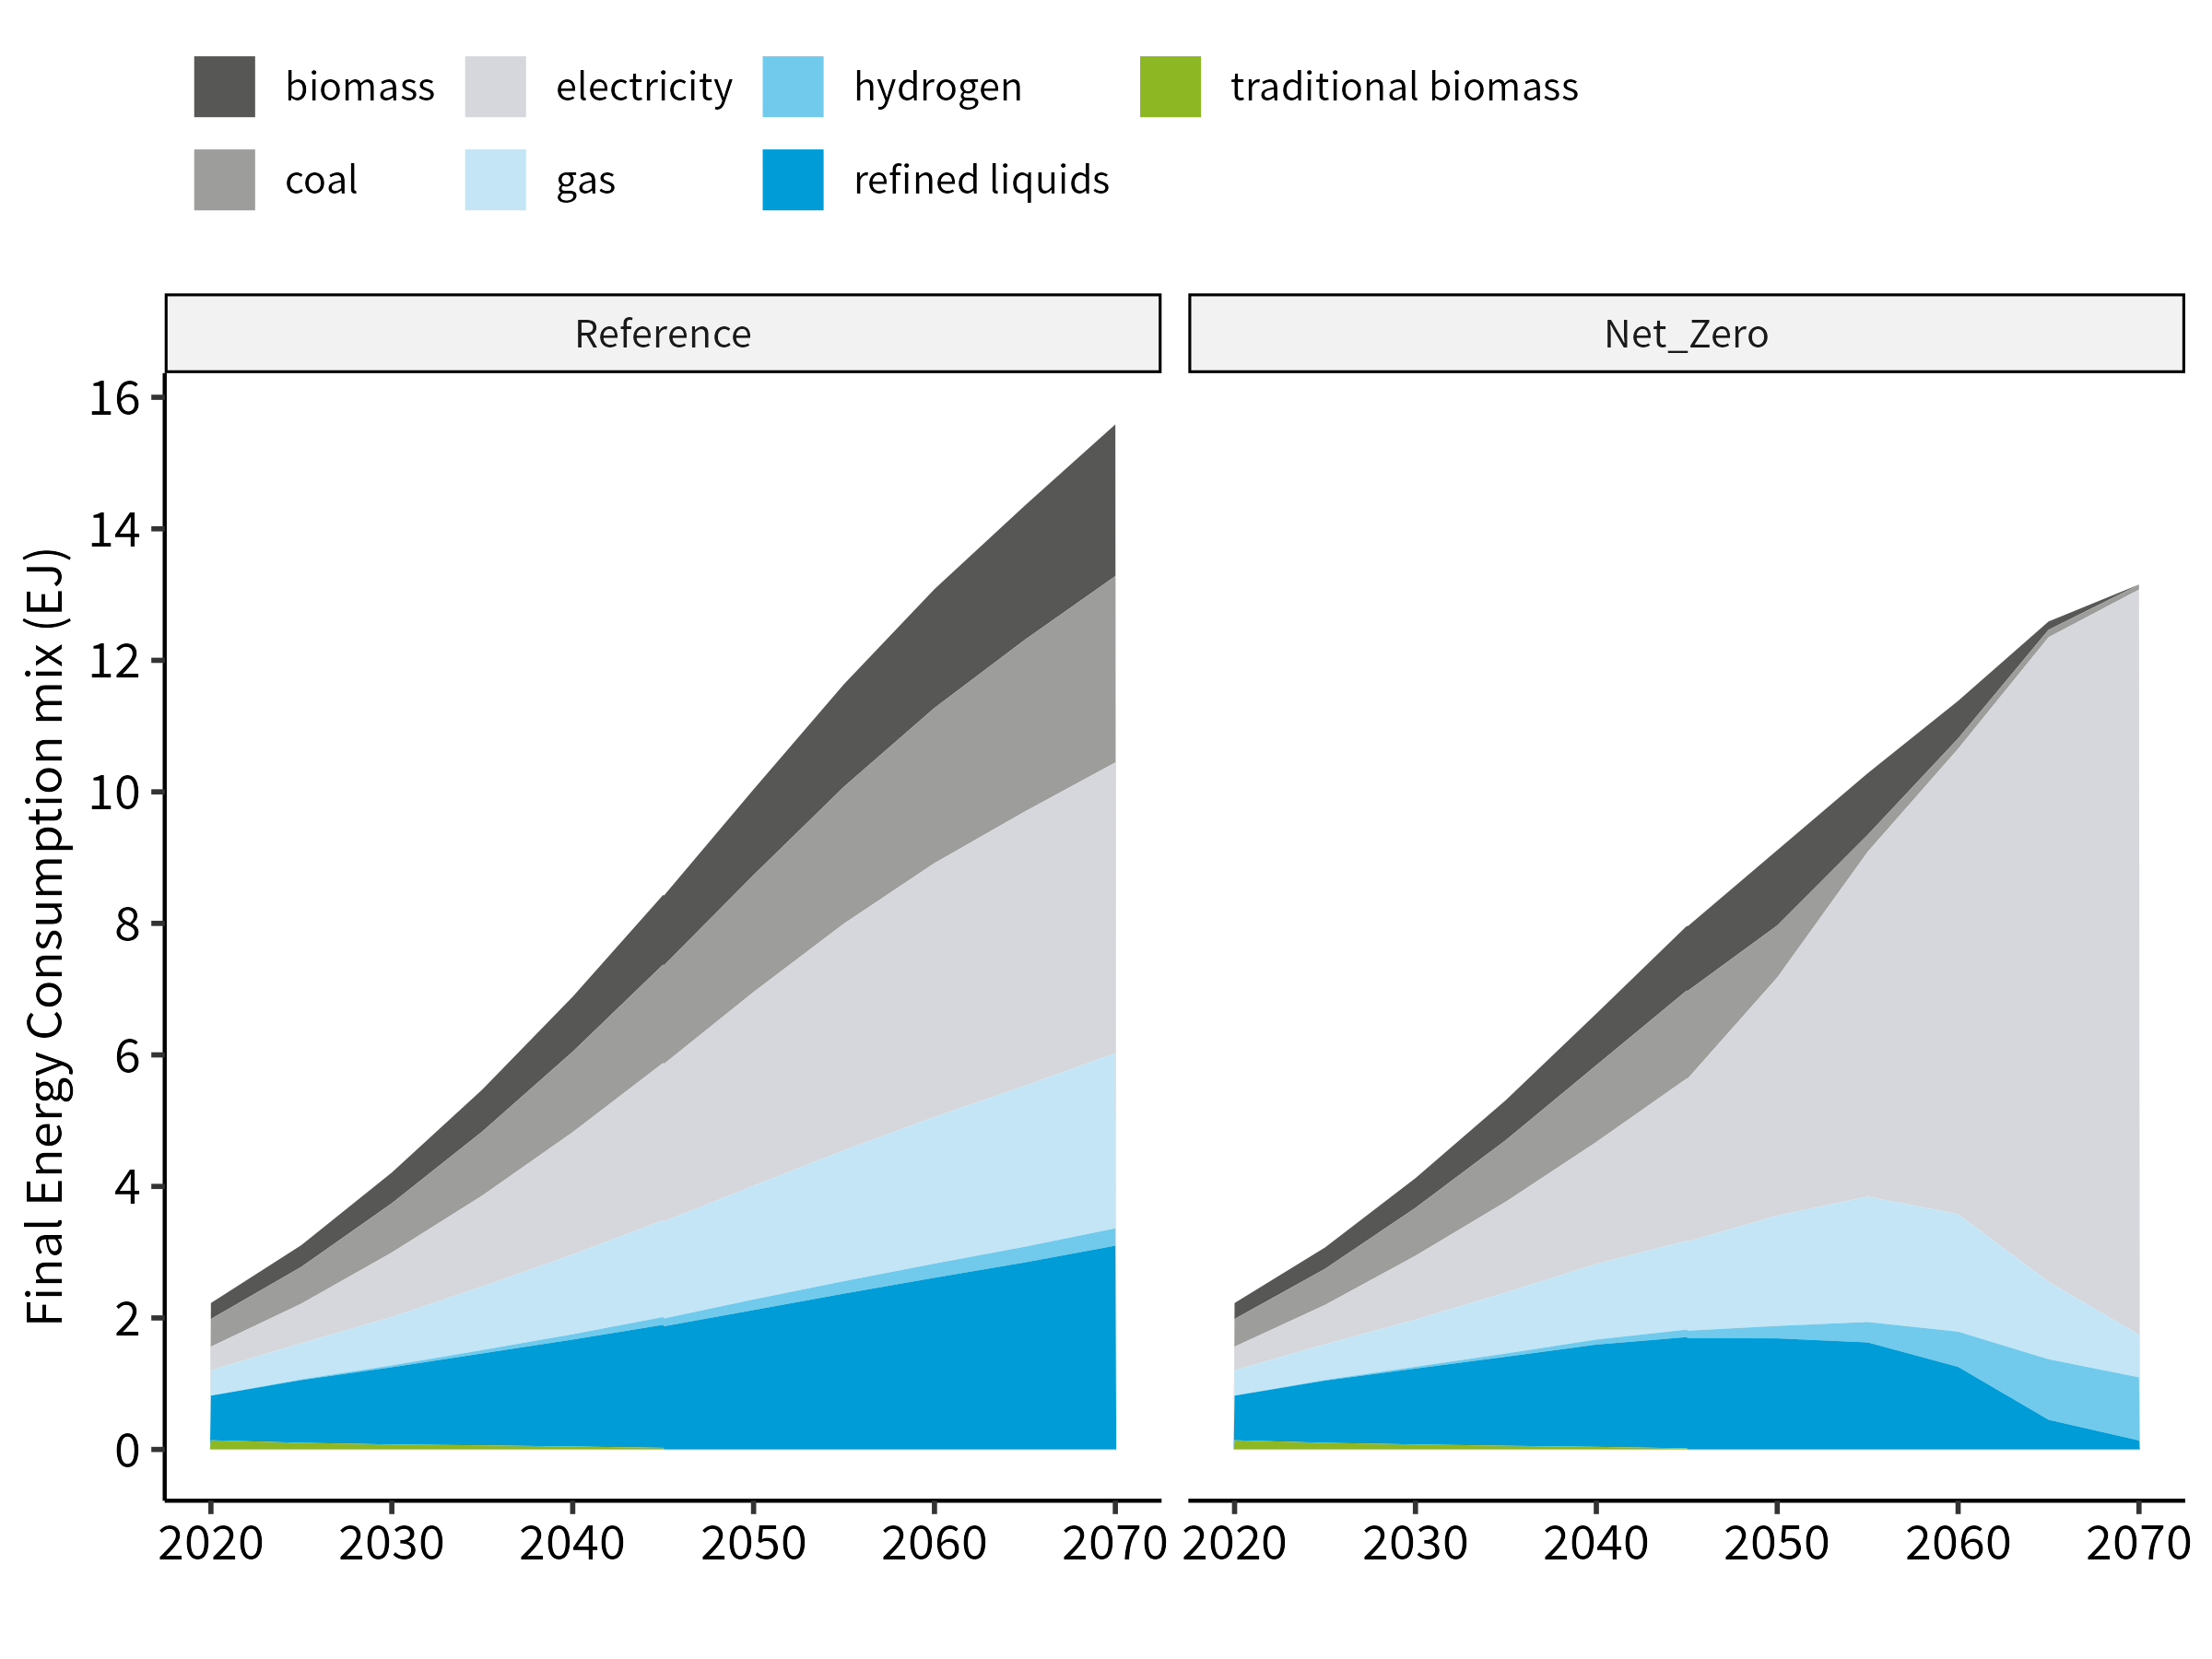 biomass electricity hydrogen traditional biomass
coal gas refined liquids
Reference Net_Zero
Final Energy Consumption mix (EJ)
16
14
12
10
8
6
4
2
0
2020 2030 2040 2050 2060 2070 2020 2030 2040 2050 2060 2070